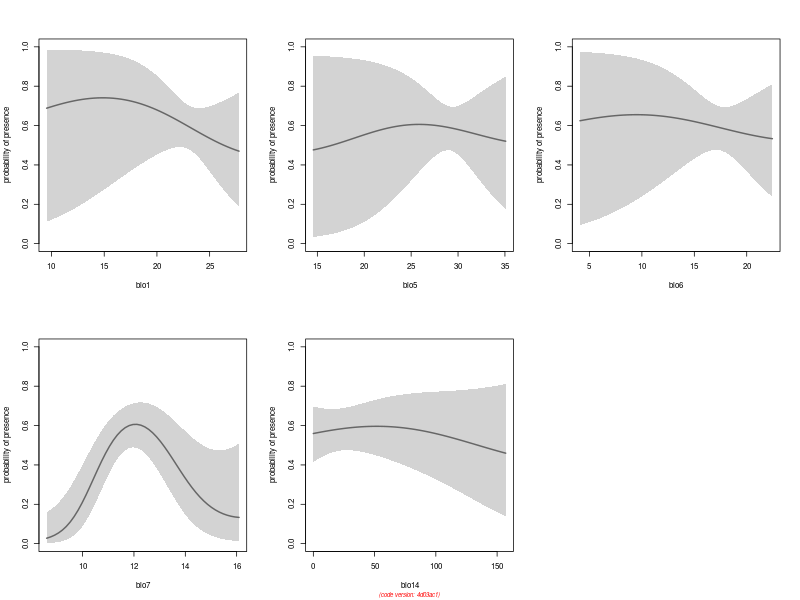 probability of presence
0.0 0.2 0.4 0.6 0.8 1.0
10 15 20 25
bio1
probability of presence
0.0 0.2 0.4 0.6 0.8 1.0
15 20 25 30 35
bio5
probability of presence
0.0 0.2 0.4 0.6 0.8 1.0
5 10 15 20
bio6
probability of presence
0.0 0.2 0.4 0.6 0.8 1.0
10 12 14 16
bio7
probability of presence
0.0 0.2 0.4 0.6 0.8 1.0
0 50 100 150
bio14
(code version: 4d03ac1)